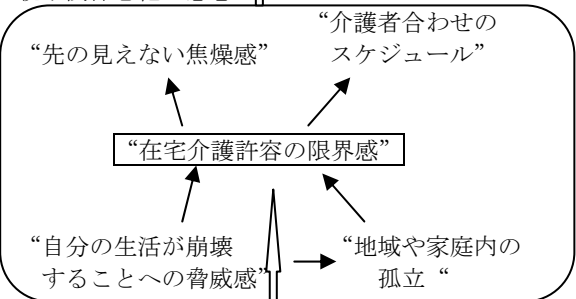 “介護者合わせの
スケジュール”
“先の見えない焦燥感”
“在宅介護許容の限界感”
“自分の生活が崩壊
することへの脅威感”
“地域や家庭内の
孤立“